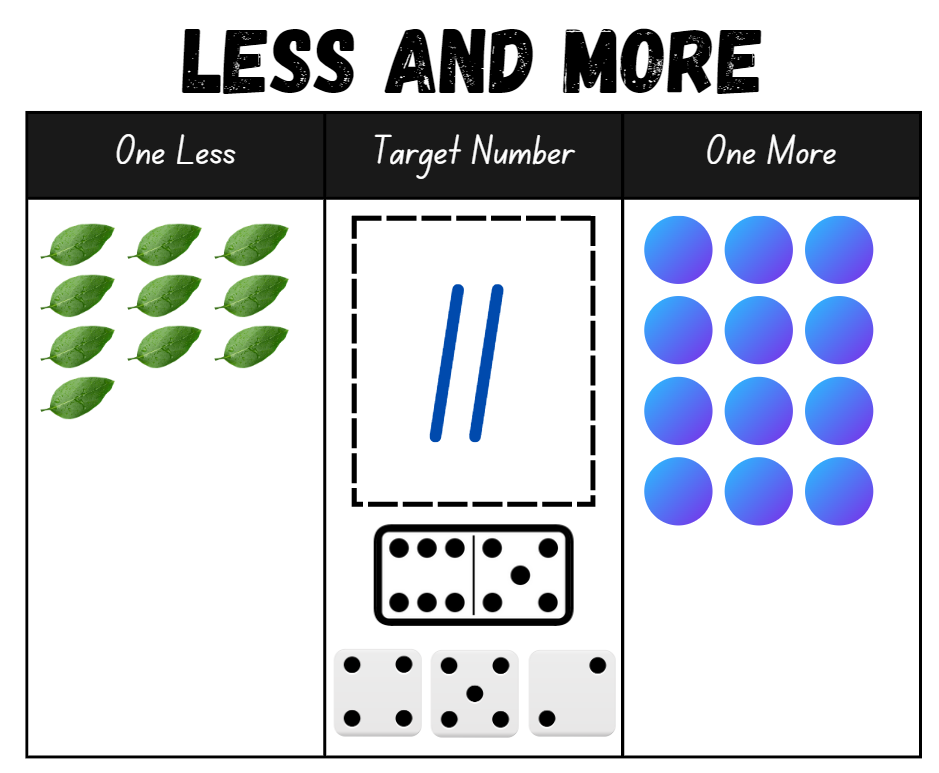 LESS AND MORE
One Less
Target Number
One More
11